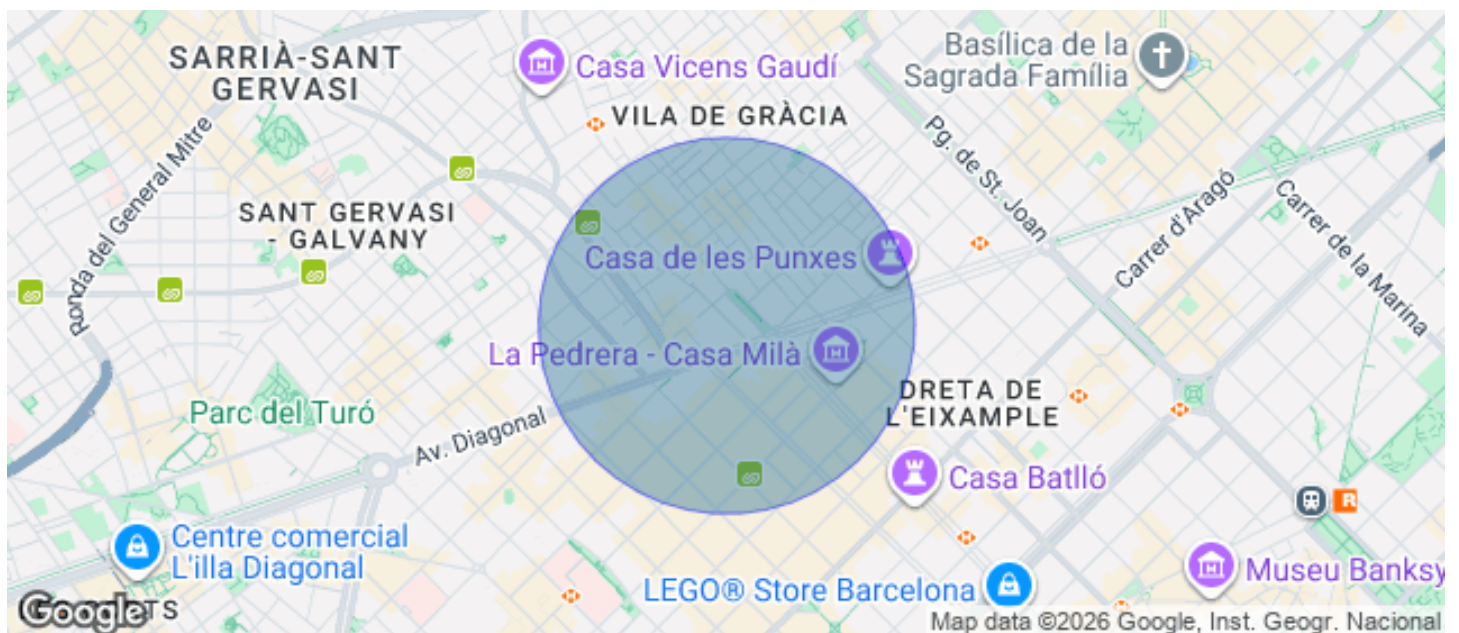 SARRIÀ-SANT
GERVASI
Casa Vicens Gaudí
VILA DE GRÀCIA
Basílica de la
Sagrada Família
Ronda del General Mitre
SANT GERVASI
- GALVANY
Pg. de St. Joan
Carrer d'Aragó
Carrer de la Marina
Casa de les Punxes
La Pedrera - Casa Milà
Parc del Turó
Av. Diagonal
DRETA DE
L'EIXAMPLE
Casa Batlló
R
Centre comercial
L'illa Diagonal
LEGO® Store Barcelona
Museu Banksy
Google
TS
Map data ©2026 Google, Inst. Geogr. Nacional